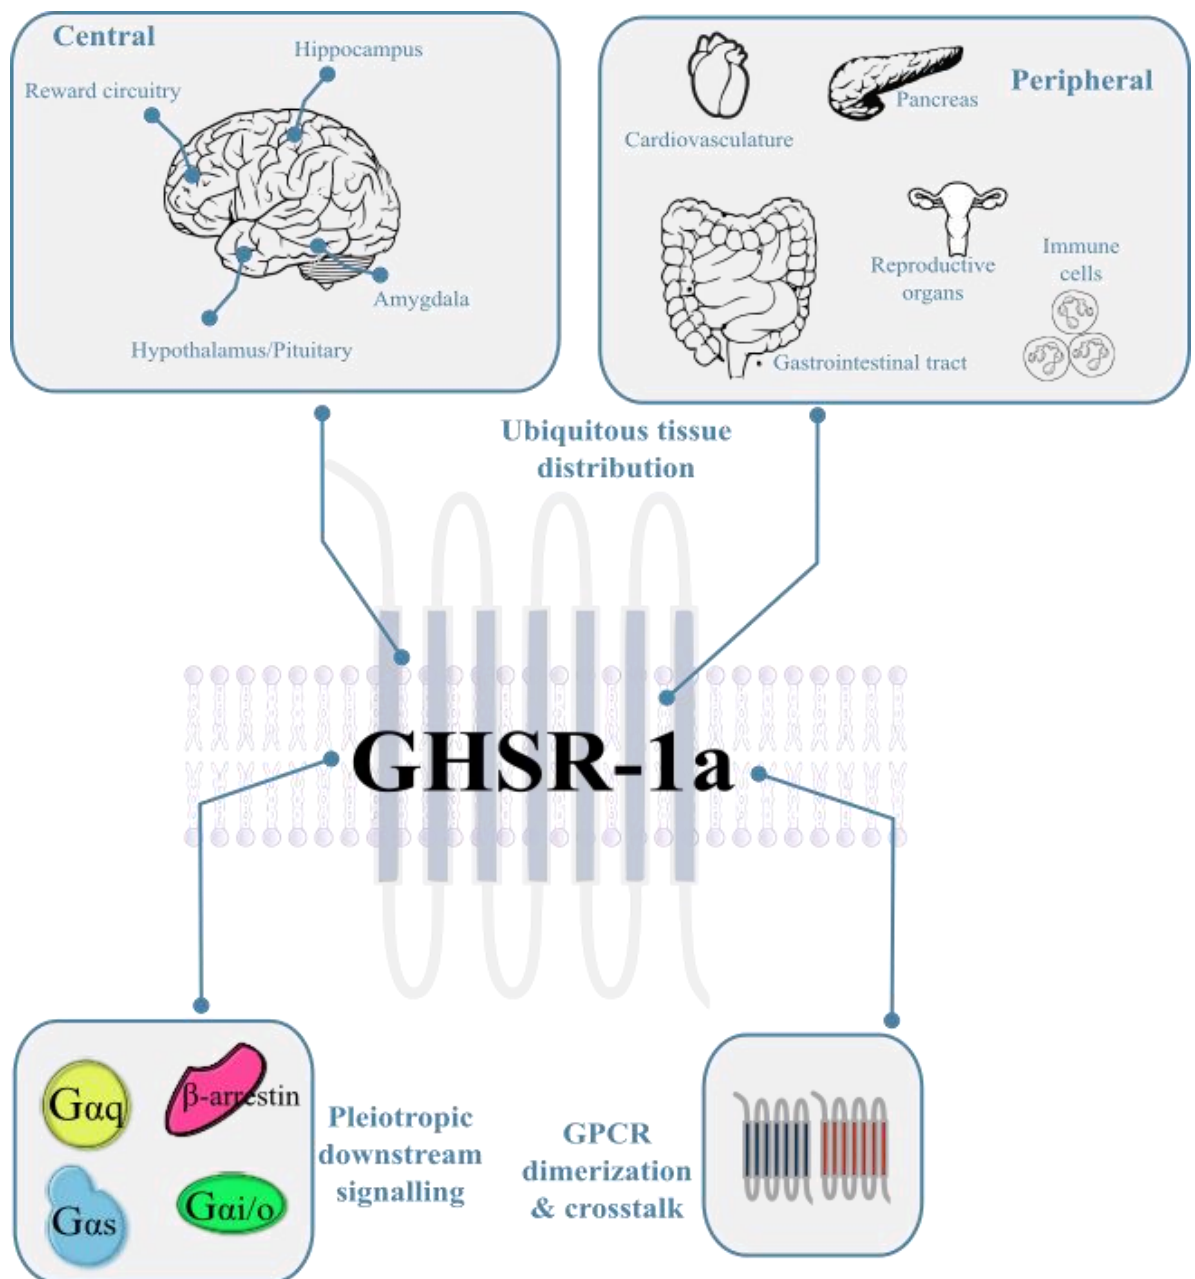 Central
Hippocampus
Reward circuitry
Amygdala
Hypothalamus/Pituitary
Peripheral
Pancreas
Cardiovasculature
Reproductive
organs
Immune
cells
Gastrointestinal tract
Ubiquitous tissue
distribution
GHSR-1a
Gαq
β-arrestin
Gαs
Gαi/o
Pleiotropic
downstream
signalling
GPCR
dimerization
& crosstalk